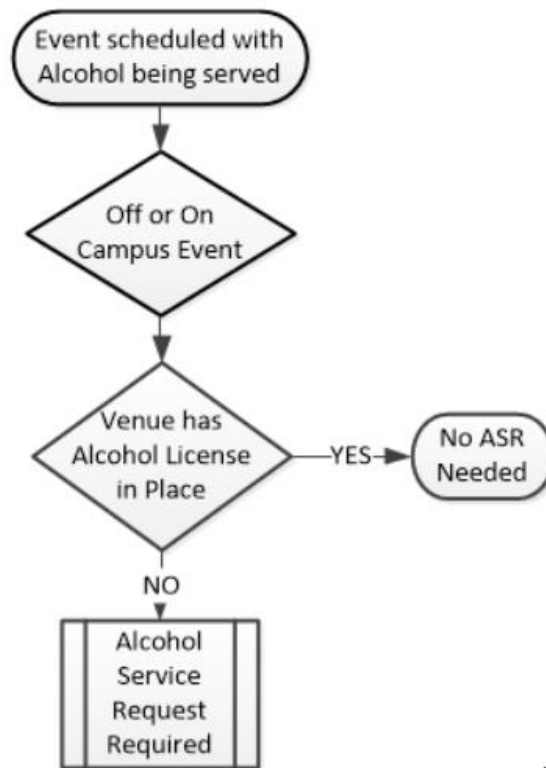 Event scheduled with
Alcohol being served
Off or On
Campus Event
Venue has
Alcohol License
in Place
YES
No ASR
Needed
NO
Alcohol
Service
Request
Required